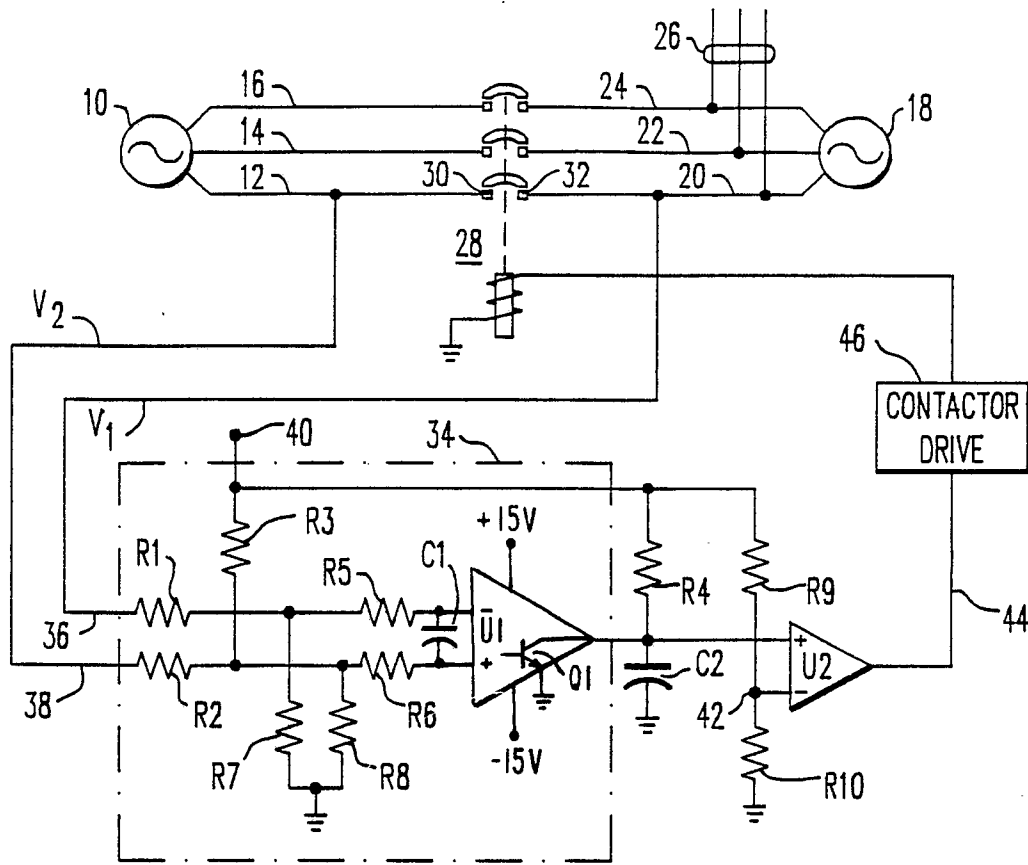 26
10
16
24
18
14
22
12
30
32
20
28
V2
46
V1
40
34
CONTACTOR
DRIVE
+15V
R3
R1
R5
C1
R4
R9
36
U1
44
+
+
U2
Q1
C2
-
38
R2
R6
42
R7
R8
-15V
R10